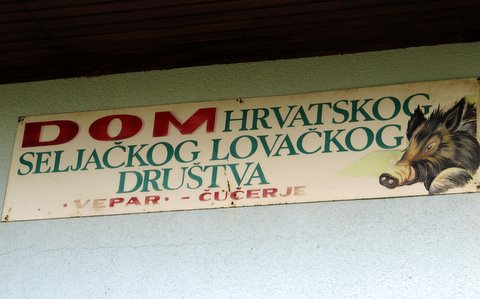 DOM HRVATSKOG
SELJAČKOG LOVAČKOG
DRUŠTVA
·VEPAR· - ČUČERJE